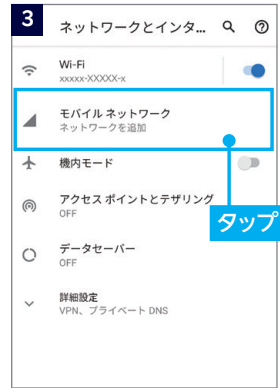 3
ネットワークとインタ...
Wi-Fi
xxxxx-XXXXX-x
モバイル ネットワーク
ネットワークを追加
機内モード
アクセス ポイントとテザリング
OFF
タップ
データセーバー
OFF
詳細設定
VPN、プライベート DNS